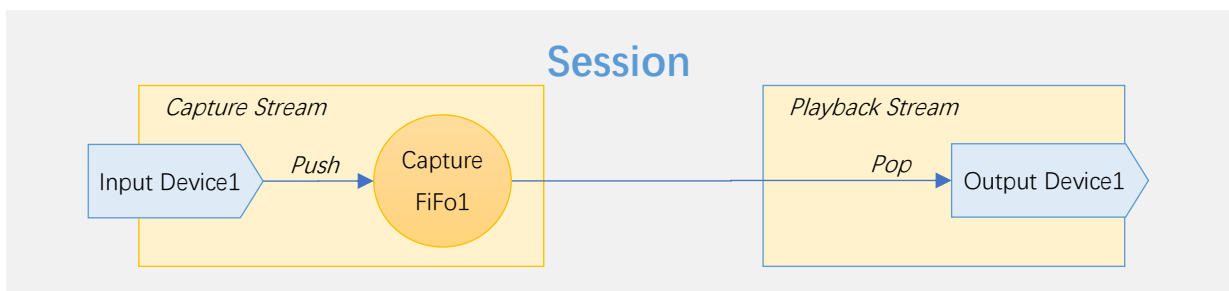 Session
Capture Stream
Playback Stream
Input Device1
Push
Capture
FiFo1
Pop
Output Device1